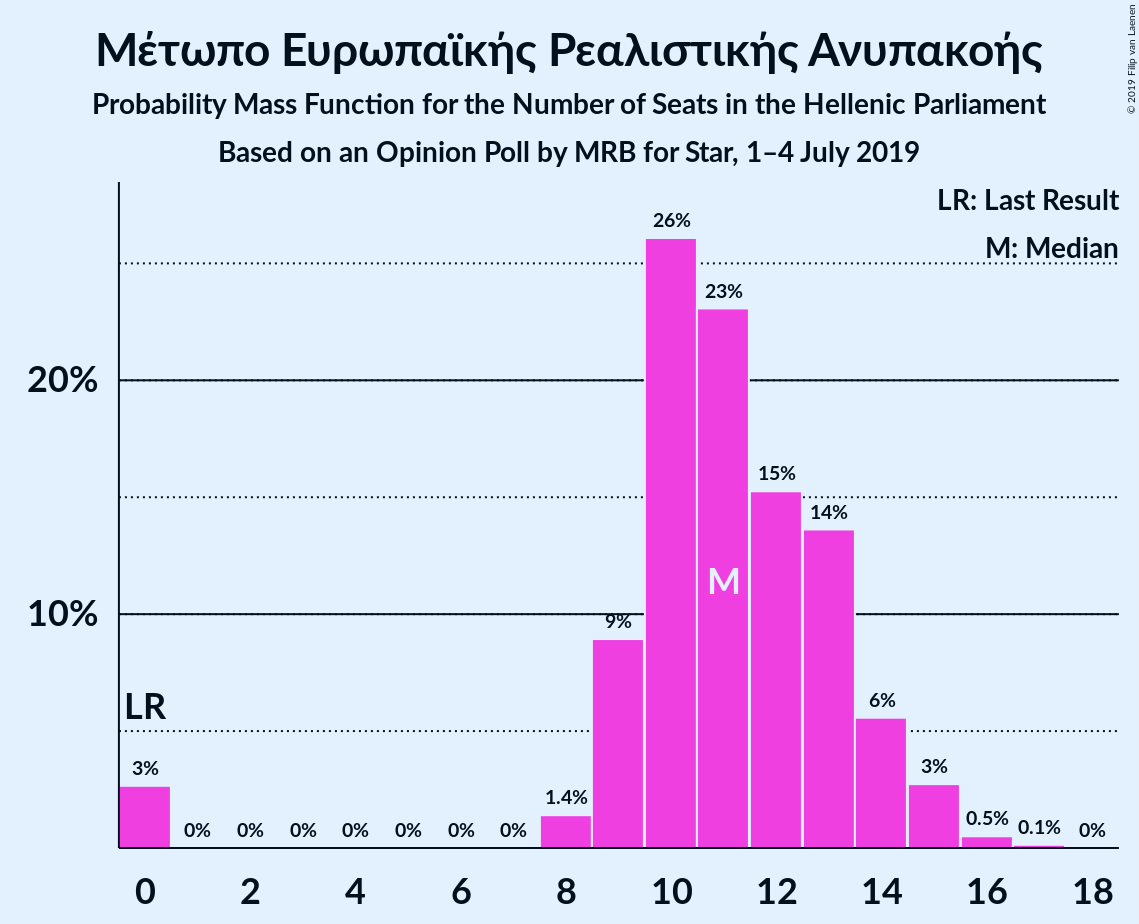 Μέτωπο Ευρωπαϊκής Ρεαλιστικής Ανυπακοής
Probability Mass Function for the Number of Seats in the Hellenic Parliament
Based on an Opinion Poll by MRB for Star, 1–4 July 2019
© 2019 Filip van Laenen
LR: Last Result
M: Median
26%
23%
20%
15%
14%
M
10%
9%
LR
6%
3%
3%
1.4%
0.5%
0.1%
0% 0% 0% 0% 0% 0% 0% 0%
0 2 4 6 8 10 12 14 16 18